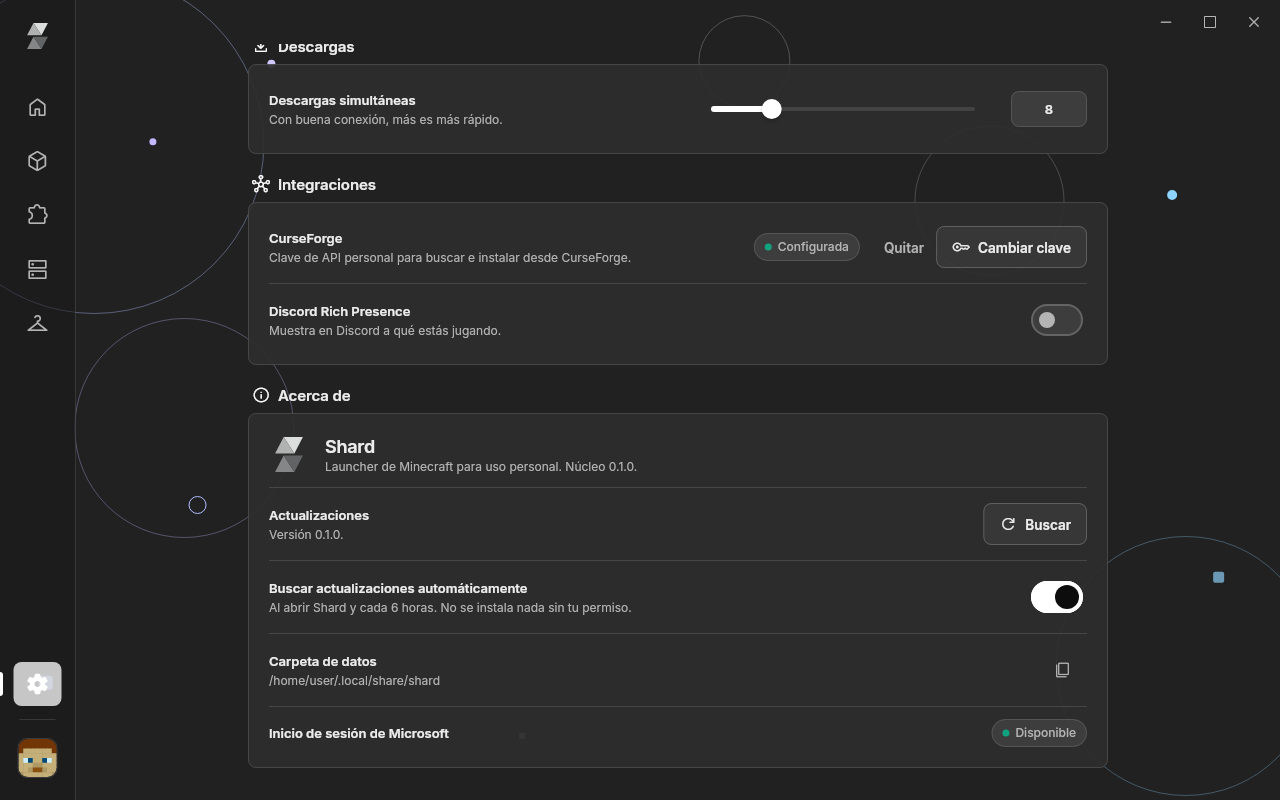 Descargas
Descargas simultáneas
Con buena conexión, más es más rápido.
8
Integraciones
CurseForge
Clave de API personal para buscar e instalar desde CurseForge.
Configurada
Quitar
Cambiar clave
Discord Rich Presence
Muestra en Discord a qué estás jugando.
Acerca de
Shard
Launcher de Minecraft para uso personal. Núcleo 0.1.0.
Actualizaciones
Versión 0.1.0.
Buscar
Buscar actualizaciones automáticamente
Al abrir Shard y cada 6 horas. No se instala nada sin tu permiso.
Carpeta de datos
/home/user/.local/share/shard
Inicio de sesión de Microsoft
Disponible